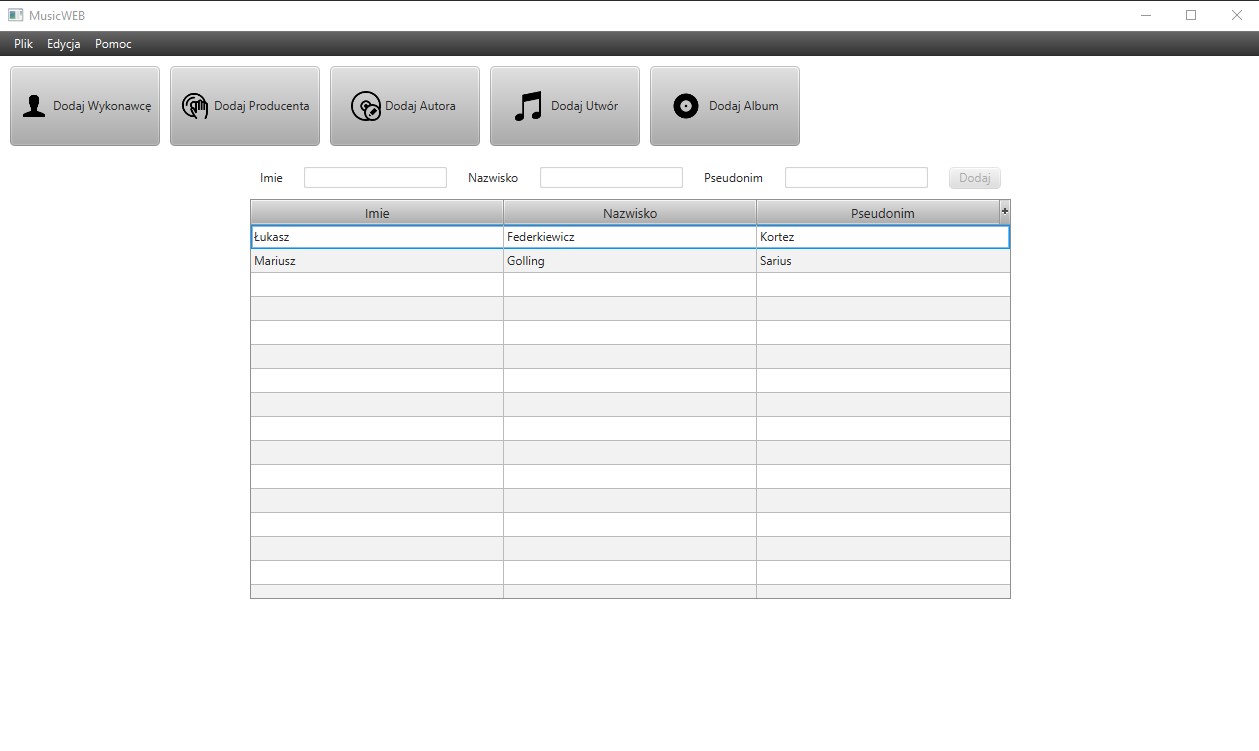 MusicWEB
Plik Edycja Pomoc
Dodaj Wykonawcę Dodaj Producenta Dodaj Autora Dodaj Utwór Dodaj Album
Imie Nazwisko Pseudonim Dodaj
Imie Nazwisko Pseudonim +
Łukasz Federkiewicz Kortez
Mariusz Golling Sarius